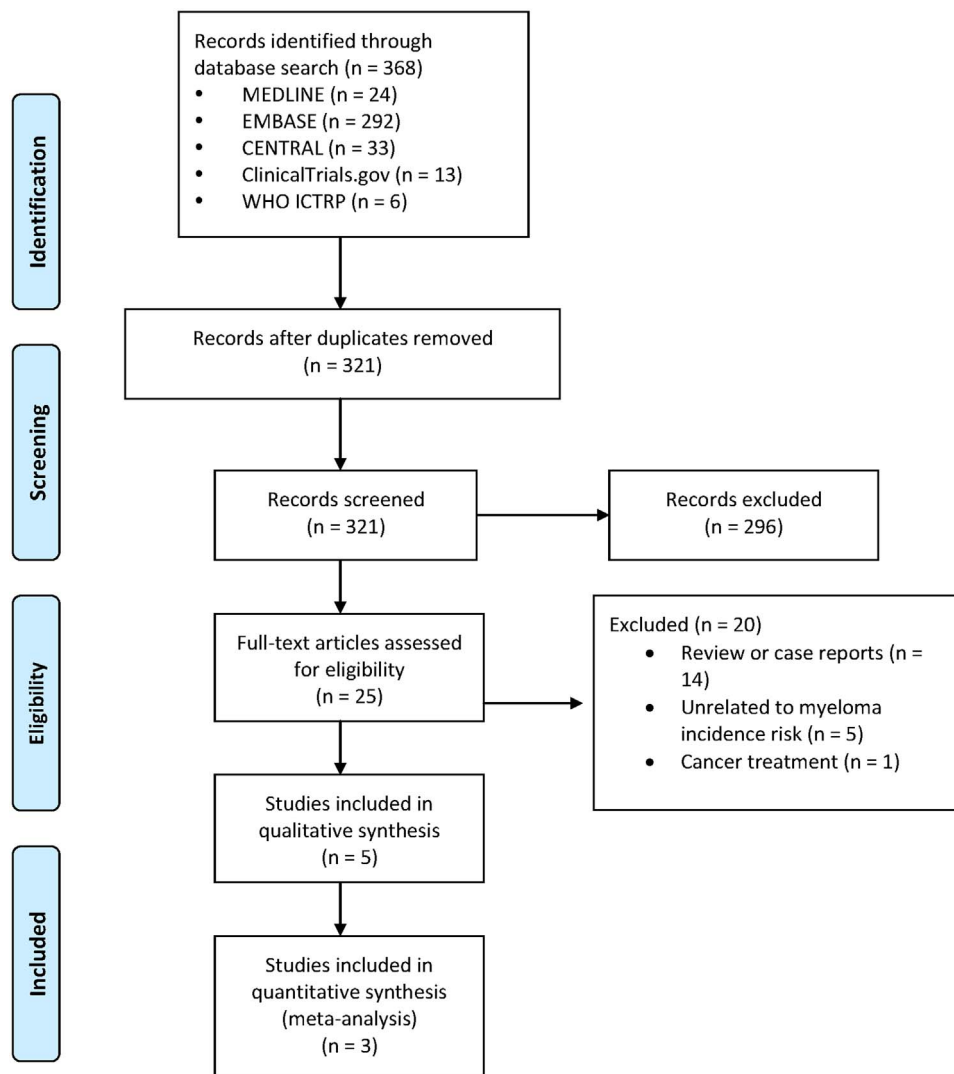 Records identified through
database search (n = 368)
• MEDLINE (n = 24)
• EMBASE (n = 292)
• CENTRAL (n = 33)
• ClinicalTrials.gov (n = 13)
• WHO ICTRP (n = 6)
Identification
Records after duplicates removed
(n = 321)
Screening
Records screened
(n = 321)
Records excluded
(n = 296)
Eligibility
Full-text articles assessed
for eligibility
(n = 25)
Excluded (n = 20)
• Review or case reports (n =
14)
• Unrelated to myeloma
incidence risk (n = 5)
• Cancer treatment (n = 1)
Studies included in
qualitative synthesis
(n = 5)
Included
Studies included in
quantitative synthesis
(meta-analysis)
(n = 3)